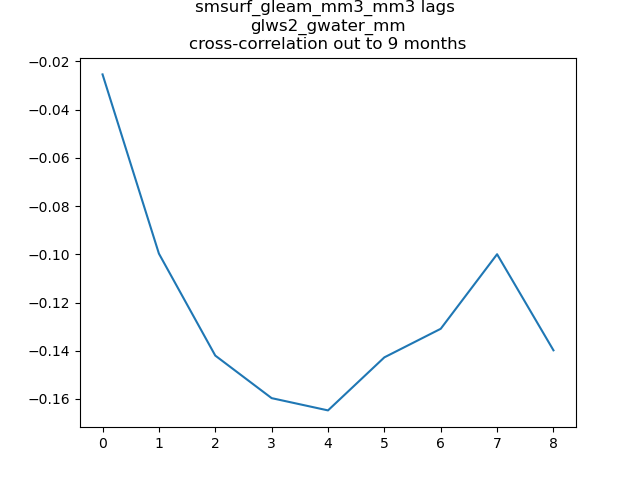 smsurf_gleam_mm3_mm3 lags
glws2_gwater_mm
cross-correlation out to 9 months
−0.02
−0.04
−0.06
−0.08
−0.10
−0.12
−0.14
−0.16
0 1 2 3 4 5 6 7 8